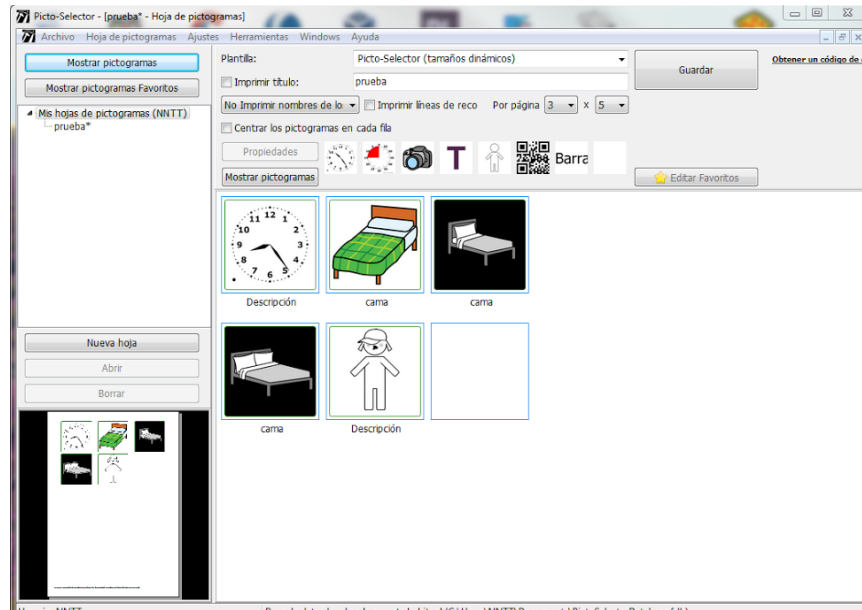 Picto-Selector - [prueba* - Hoja de pictogramas]
Archivo Hoja de pictogramas Ajustes Herramientas Windows Ayuda
Mostrar pictogramas
Mostrar pictogramas Favoritos
Mis hojas de pictogramas (NNTT)
prueba*
Plantilla: Picto-Selector (tamaños dinámicos)
Imprimir título: prueba
No Imprimir nombres de lo Imprimir líneas de reco Por página 3 x 5
Centrar los pictogramas en cada fila
Propiedades
T
Barra
Mostrar pictogramas
Guardar
Obtener un código de
Editar Favoritos
11 12 1
10 2
9 3
8 4
7 6 5
Descripción cama cama
cama Descripción
Nueva hoja
Abrir
Borrar